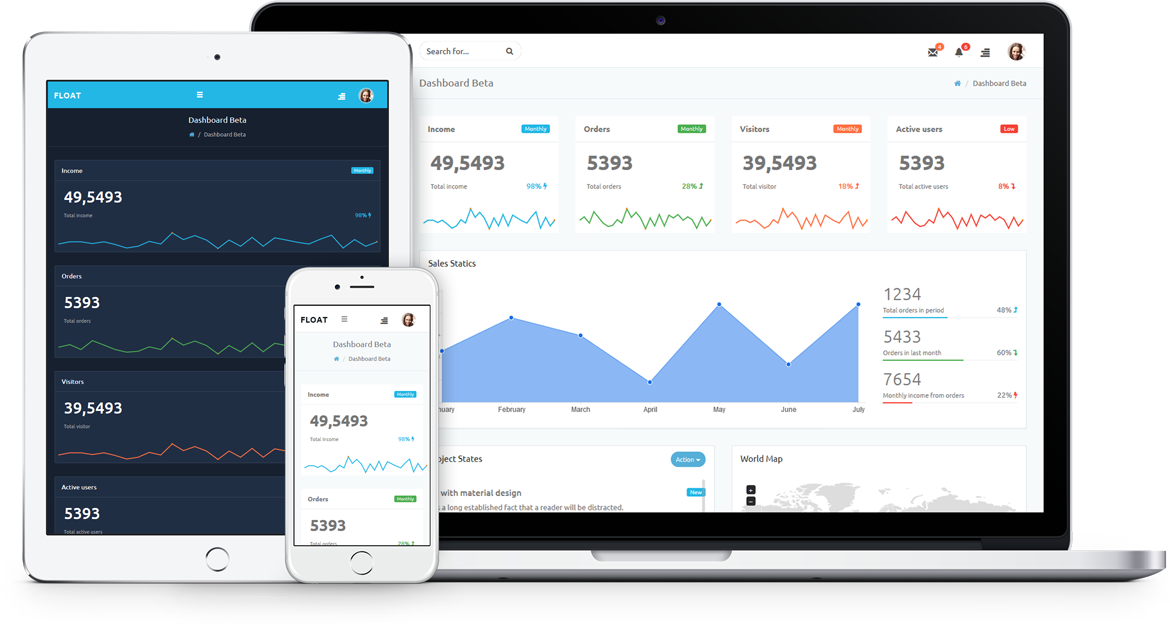 Search for...
4
6
Dashboard Beta
/ Dashboard Beta
Income Monthly
49,5493
Total income 98%
Orders Monthly
5393
Total orders 28%
Visitors Monthly
39,5493
Total visitor 18%
Active users Low
5393
Total active users 8%
Sales Statics
1234
Total orders in period 48%
5433
Orders in last month 60%
7654
Monthly income from orders 22%
nuary February March April May June July
oject States Action
with material design New
s a long established fact that a reader will be distracted.
World Map
+
−
FLOAT
Dashboard Beta
/ Dashboard Beta
Income Monthly
49,5493
Total income 98%
Orders
5393
Total orders
Visitors
39,5493
Total visitor
Active users
5393
Total active users
FLOAT
Dashboard Beta
/ Dashboard Beta
Income Monthly
49,5493
Total income 98%
Orders Monthly
5393
Total orders 28%